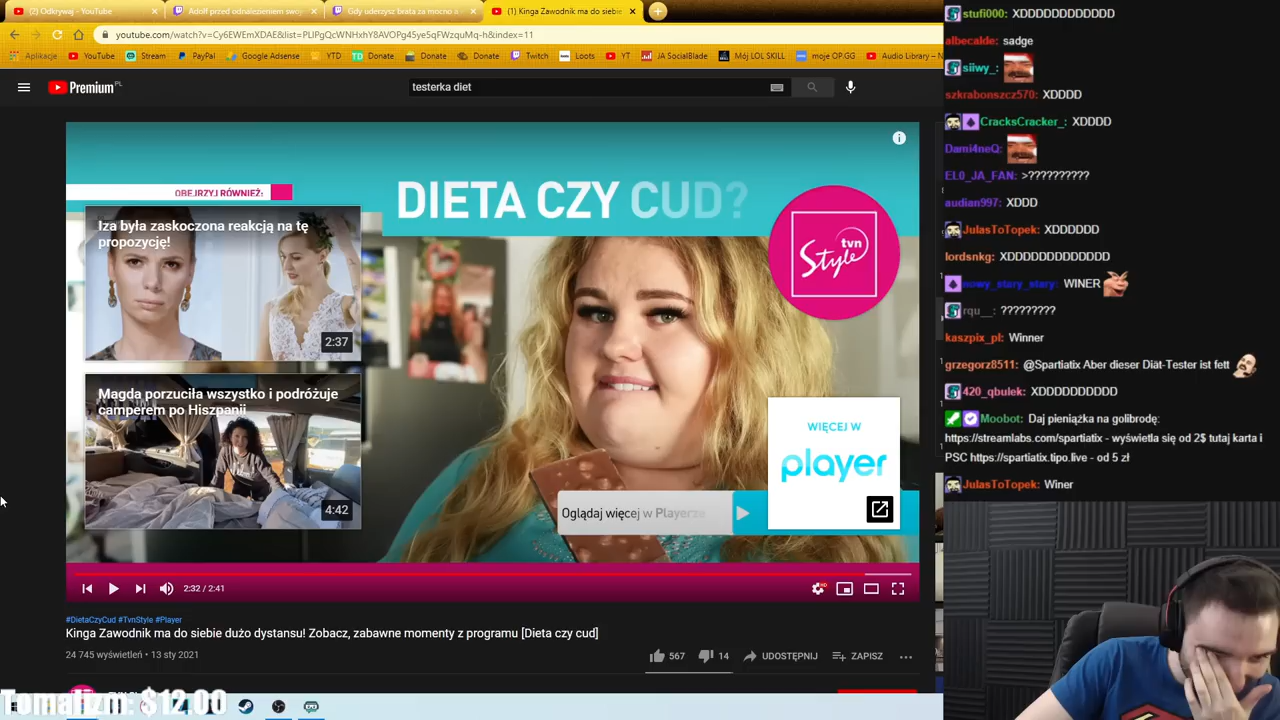 (2) Odkrywaj - YouTube
Adolf przed odnalezieniem swoje
Gdy uderzysz brata za mocno a
(1) Kinga Zawodnik ma do siebie
youtube.com/watch?v=Cy6EWEmXDAE&list=PLIPgQcWNHxhY8AVOPg45ye5qFWzquMq-h&index=11
Aplikacje
YouTube
Stream
PayPal
Google Adsense
YTD
Donate
Donate
Donate
Twitch
Loots
YT
JA SocialBlade
Mój LOL SKILL
moje OP.GG
Audio Library –
Premium PL
testerka diet
OBEJRZYJ RÓWNIEŻ:
DIETA CZY CUD?
Iza była zaskoczona reakcją na tę
propozycję!
2:37
tvn
Style
Magda porzuciła wszystko i podróżuje
camperem po Hiszpanii
4:42
WIĘCEJ W
player
Oglądaj więcej w Playerze
2:32 / 2:41
#DietaCzyCud #TvnStyle #Player
Kinga Zawodnik ma do siebie dużo dystansu! Zobacz, zabawne momenty z programu [Dieta czy cud]
24 745 wyświetleń • 13 sty 2021
567
14
UDOSTĘPNIJ
ZAPISZ
$12.00
stufi000: XDDDDDDDDDDDD
albecalde: sadge
siiwy_:
szkrabonszcz570: XDDDD
CracksCracker_: XDDDD
Dami4neQ:
EL0_JA_FAN: >??????????
audian997: XDDD
JulasToTopek: XDDDDDD
lordsnkg: XDDDDDDDDDDDDD
nowy_stary_stary: WINER
rqu__: ?????????
kaszpix_pl: Winner
grzegorz8511: @Spartiatix Aber dieser Diät-Tester ist fett
420_qbulek: XDDDDDDDDDDD
Moobot: Daj pieniążka na golibrodę:
https://streamlabs.com/spartiatix - wyświetla się od 2$ tutaj karta i
PSC https://spartiatix.tipo.live - od 5 zł
JulasToTopek: Winer